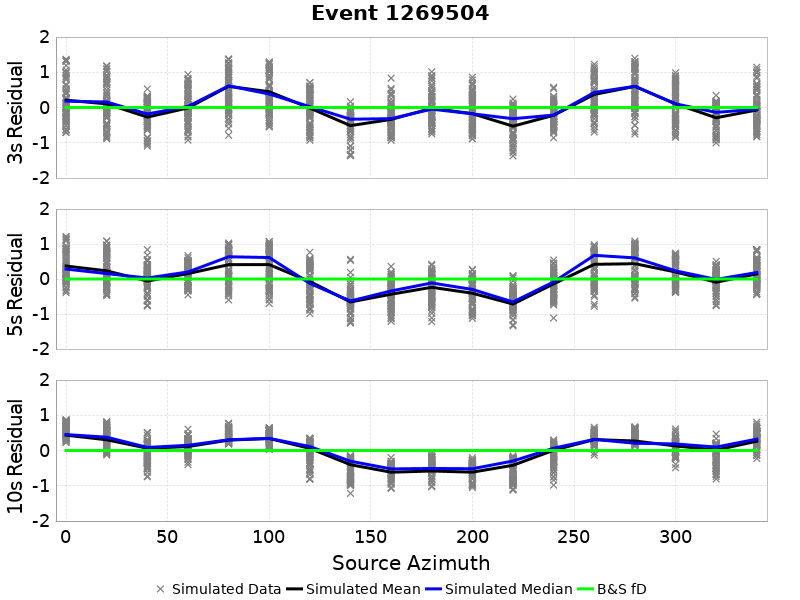 Event 1269504
3s Residual
2
1
0
-1
-2
5s Residual
2
1
0
-1
-2
10s Residual
2
1
0
-1
-2
0 50 100 150 200 250 300
Source Azimuth
Simulated Data Simulated Mean Simulated Median B&S fD